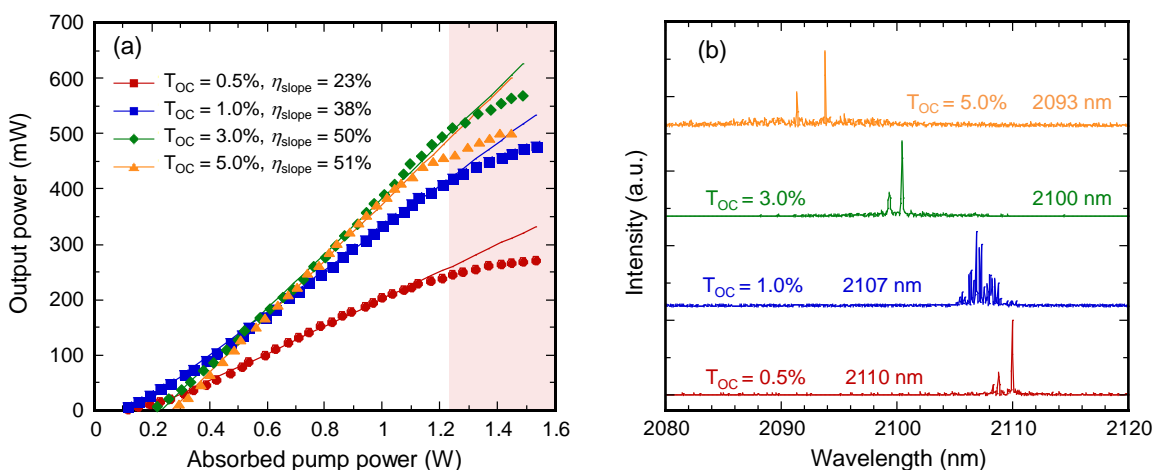 (a)
T_OC = 0.5%, η_slope = 23%
T_OC = 1.0%, η_slope = 38%
T_OC = 3.0%, η_slope = 50%
T_OC = 5.0%, η_slope = 51%
Output power (mW)
700
600
500
400
300
200
100
0
0 0.2 0.4 0.6 0.8 1.0 1.2 1.4 1.6
Absorbed pump power (W)
(b)
T_OC = 5.0% 2093 nm
T_OC = 3.0% 2100 nm
T_OC = 1.0% 2107 nm
T_OC = 0.5% 2110 nm
Intensity (a.u.)
2080 2090 2100 2110 2120
Wavelength (nm)